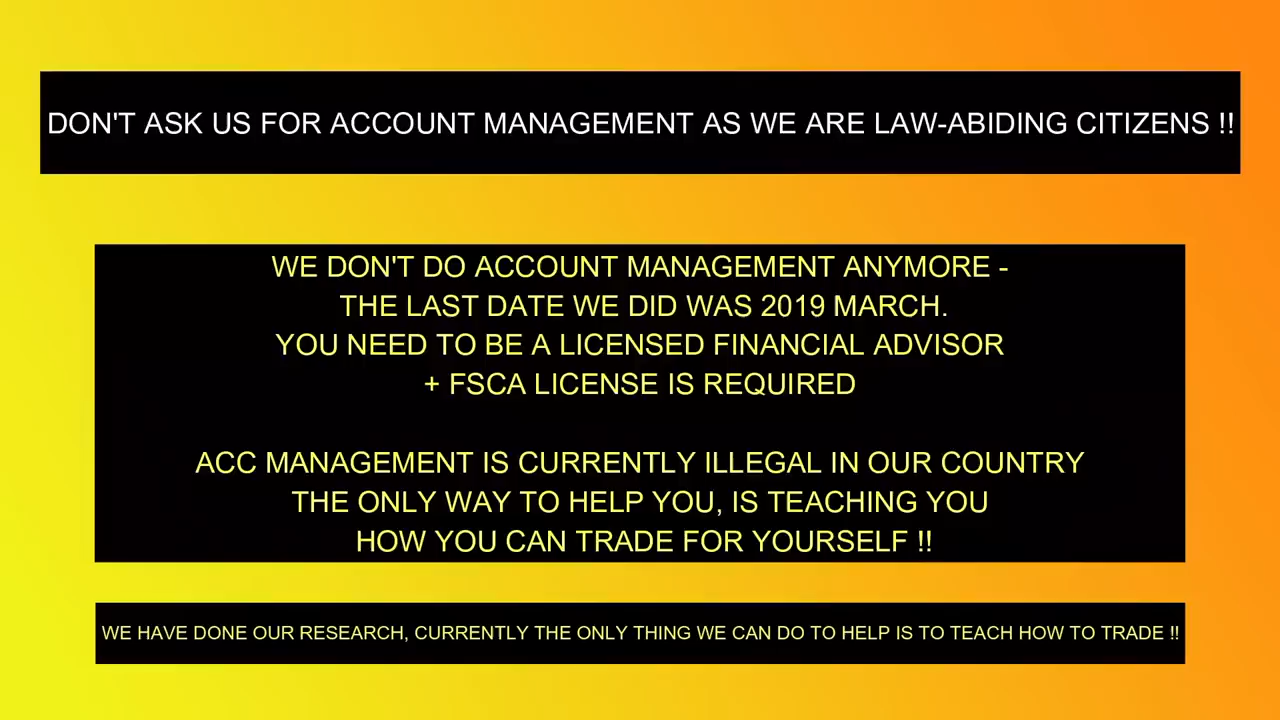 DON'T ASK US FOR ACCOUNT MANAGEMENT AS WE ARE LAW-ABIDING CITIZENS !!
WE DON'T DO ACCOUNT MANAGEMENT ANYMORE -
THE LAST DATE WE DID WAS 2019 MARCH.
YOU NEED TO BE A LICENSED FINANCIAL ADVISOR
+ FSCA LICENSE IS REQUIRED
ACC MANAGEMENT IS CURRENTLY ILLEGAL IN OUR COUNTRY
THE ONLY WAY TO HELP YOU, IS TEACHING YOU
HOW YOU CAN TRADE FOR YOURSELF !!
WE HAVE DONE OUR RESEARCH, CURRENTLY THE ONLY THING WE CAN DO TO HELP IS TO TEACH HOW TO TRADE !!